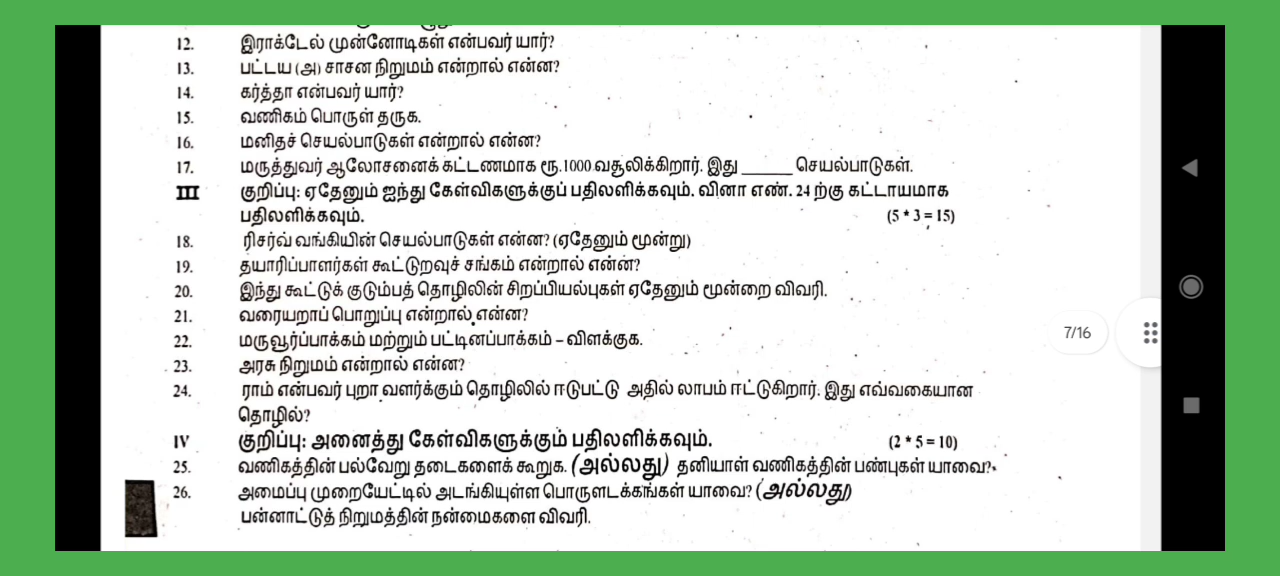 12. இராக்டேல் முன்னோடிகள் என்பவர் யார்?
13. பட்டய (அ) சாசன நிறுமம் என்றால் என்ன?
14. கர்த்தா என்பவர் யார்?
15. வணிகம் பொருள் தருக.
16. மனிதச் செயல்பாடுகள் என்றால் என்ன?
17. மருத்துவர் ஆலோசனைக் கட்டணமாக ரூ.1000 வசூலிக்கிறார். இது ______ செயல்பாடுகள்.
III குறிப்பு: ஏதேனும் ஐந்து கேள்விகளுக்குப் பதிலளிக்கவும். வினா எண். 24 ற்கு கட்டாயமாக
பதிலளிக்கவும். (5 * 3 = 15)
18. ரிசர்வ் வங்கியின் செயல்பாடுகள் என்ன? (ஏதேனும் மூன்று)
19. தயாரிப்பாளர்கள் கூட்டுறவுச் சங்கம் என்றால் என்ன?
20. இந்து கூட்டுக் குடும்பத் தொழிலின் சிறப்பியல்புகள் ஏதேனும் மூன்றை விவரி.
21. வரையறாப் பொறுப்பு என்றால் என்ன?
22. மருவூர்ப்பாக்கம் மற்றும் பட்டினப்பாக்கம் – விளக்குக.
7/16
23. அரசு நிறுமம் என்றால் என்ன?
24. ராம் என்பவர் புறா வளர்க்கும் தொழிலில் ஈடுபட்டு அதில் லாபம் ஈட்டுகிறார். இது எவ்வகையான
தொழில்?
IV குறிப்பு: அனைத்து கேள்விகளுக்கும் பதிலளிக்கவும். (2 * 5 = 10)
25. வணிகத்தின் பல்வேறு தடைகளைக் கூறுக. (அல்லது) தனியாள் வணிகத்தின் பண்புகள் யாவை?
26. அமைப்பு முறையேட்டில் அடங்கியுள்ள பொருளடக்கங்கள் யாவை? (அல்லது)
பன்னாட்டுத் நிறுமத்தின் நன்மைகளை விவரி.